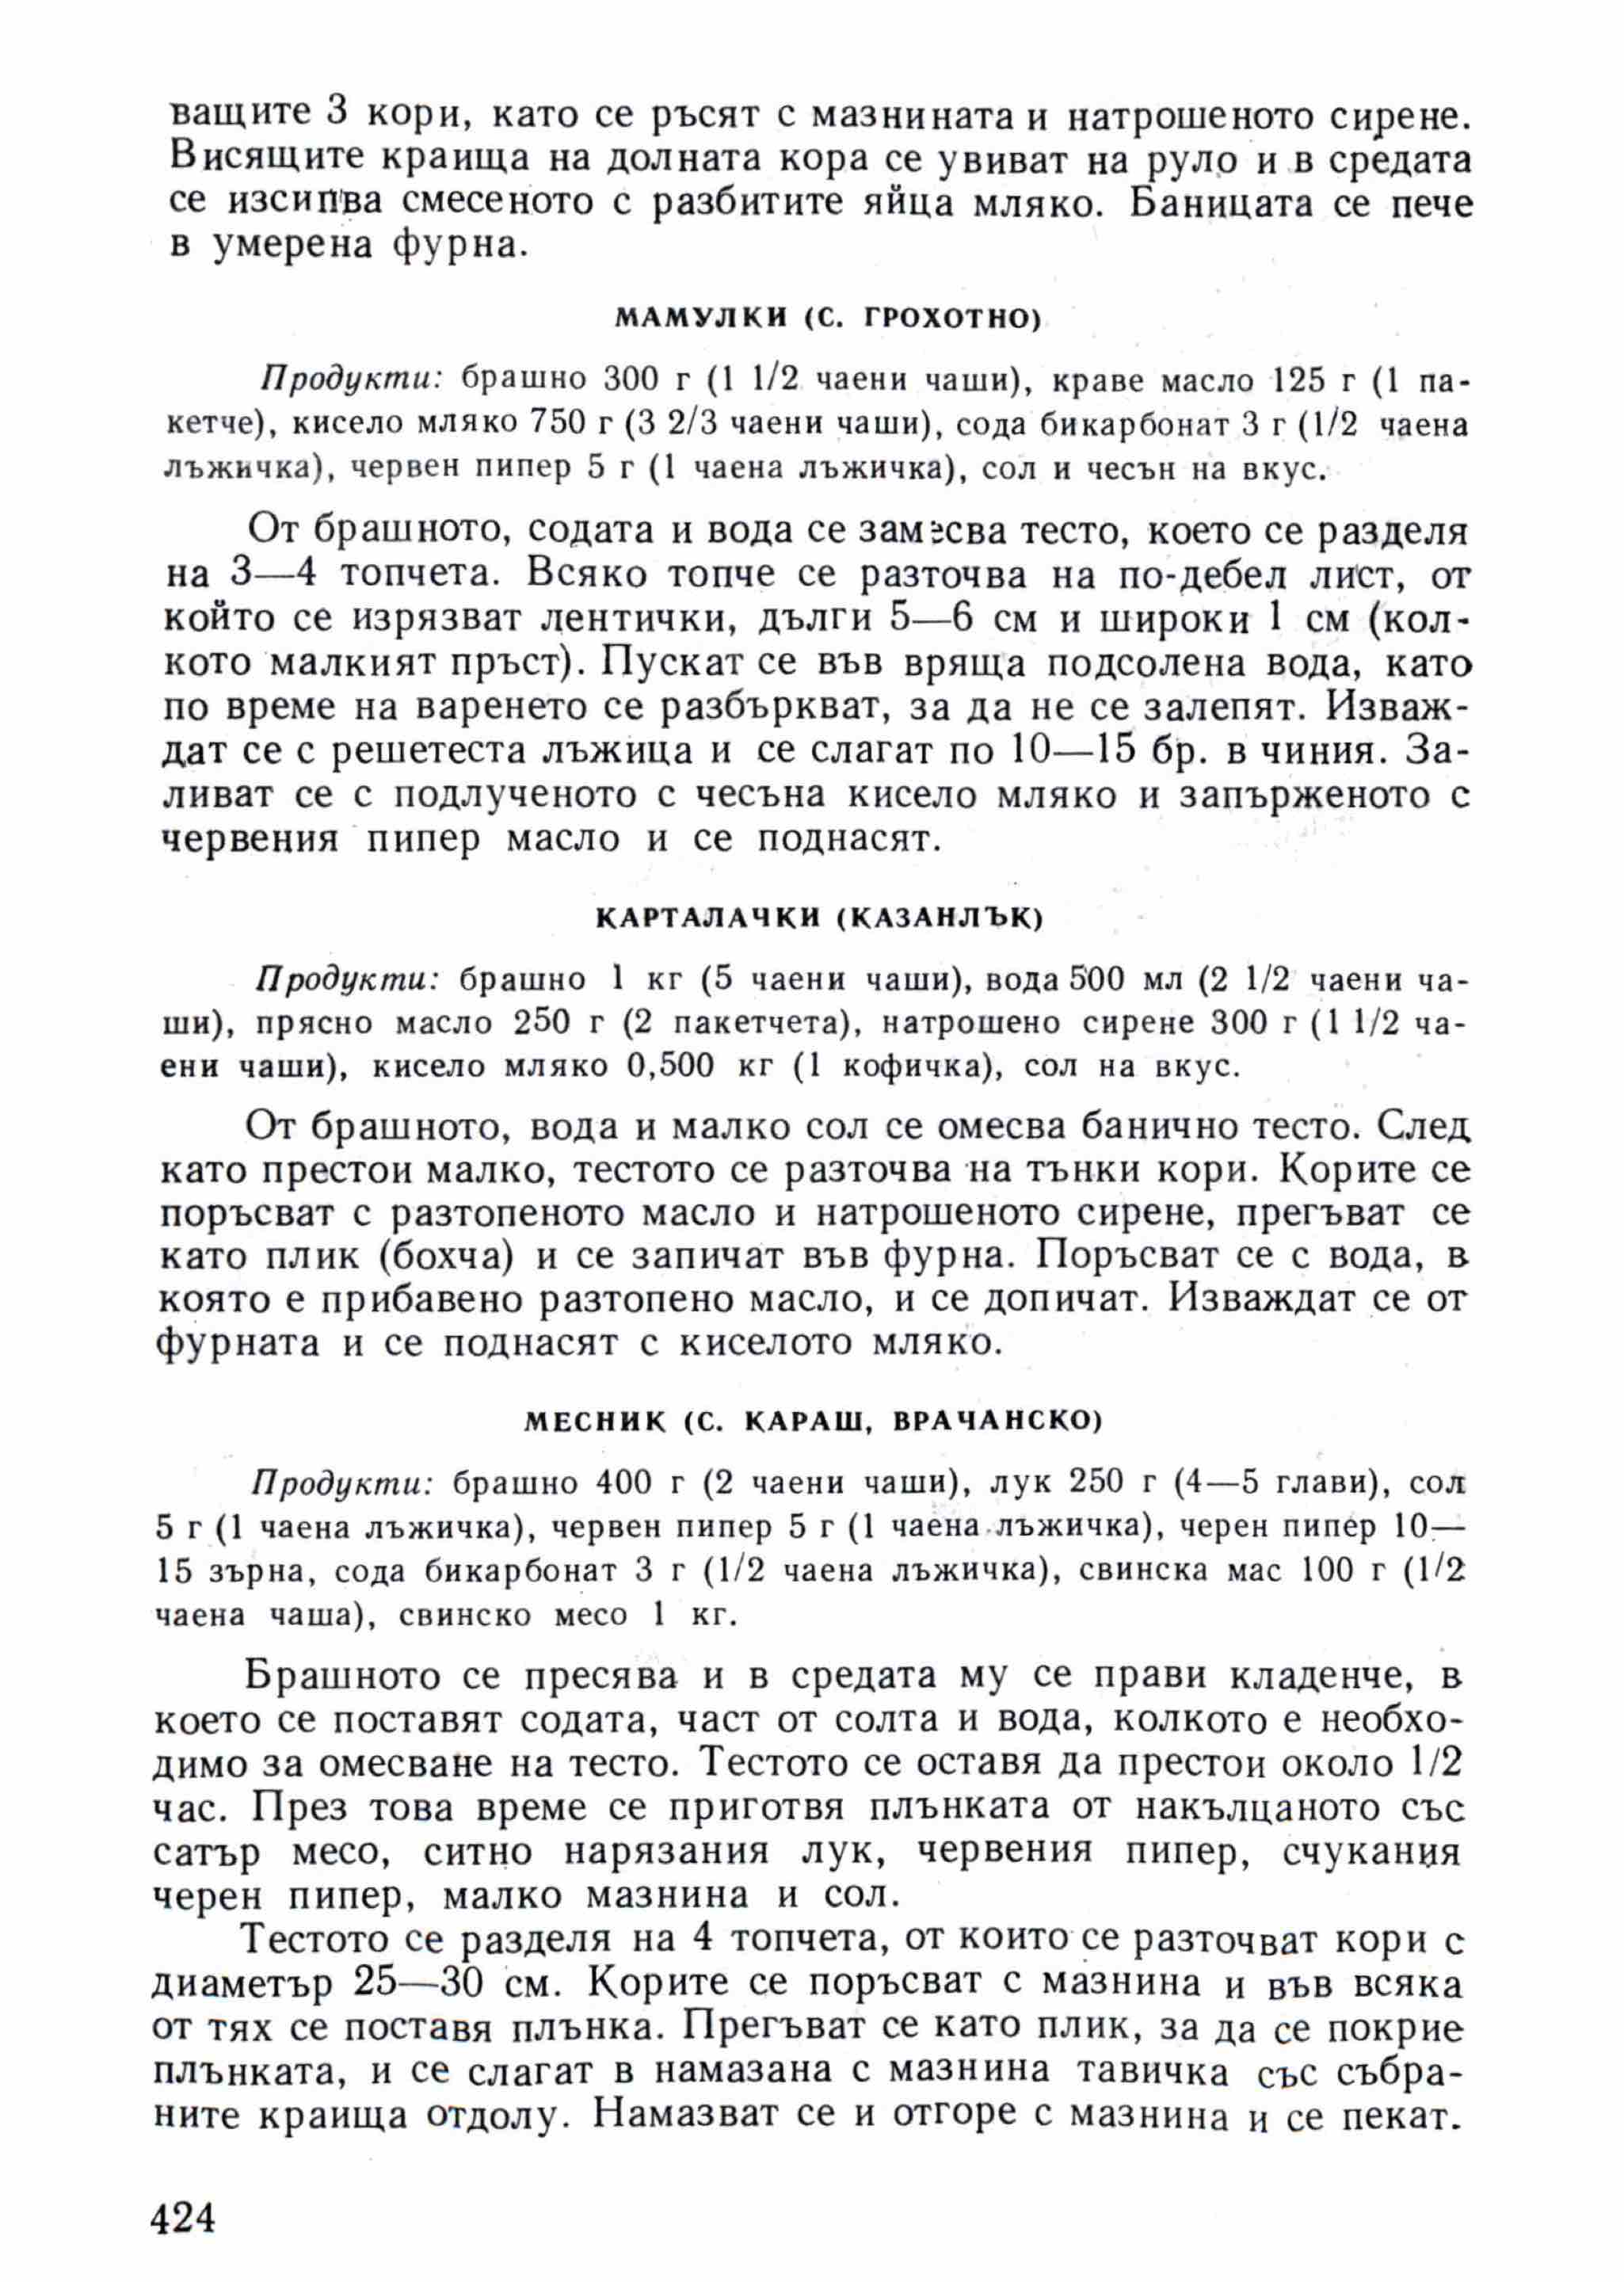 ващите 3 кори, като се ръсят с мазнината и натрошеното сирене.
Висящите краища на долната кора се увиват на руло и в средата
се изсипва смесеното с разбитите яйца мляко. Баницата се пече
в умерена фурна.
МАМУЛКИ (С. ГРОХОТНО)
Продукти: брашно 300 г (1 1/2 чаени чаши), краве масло 125 г (1 па-
кетче), кисело мляко 750 г (3 2/3 чаени чаши), сода бикарбонат 3 г (1/2 чаена
лъжичка), червен пипер 5 г (1 чаена лъжичка), сол и чесън на вкус.
От брашното, содата и вода се замесва тесто, което се разделя
на 3—4 топчета. Всяко топче се разточва на по-дебел лист, от
който се изрязват лентички, дълги 5—6 см и широки 1 см (кол-
кото малкият пръст). Пускат се във вряща подсолена вода, като
по време на варенето се разбъркват, за да не се залепят. Изваж-
дат се с решетеста лъжица и се слагат по 10—15 бр. в чиния. За-
ливат се с подлученото с чесъна кисело мляко и запърженото с
червения пипер масло и се поднасят.
КАРТАЛАЧКИ (КАЗАНЛЪК)
Продукти: брашно 1 кг (5 чаени чаши), вода 500 мл (2 1/2 чаени ча-
ши), прясно масло 250 г (2 пакетчета), натрошено сирене 300 г (1 1/2 ча-
ени чаши), кисело мляко 0,500 кг (1 кофичка), сол на вкус.
От брашното, вода и малко сол се омесва банично тесто. След
като престои малко, тестото се разточва на тънки кори. Корите се
поръсват с разтопеното масло и натрошеното сирене, прегъват се
като плик (бохча) и се запичат във фурна. Поръсват се с вода, в
която е прибавено разтопено масло, и се допичат. Изваждат се от
фурната и се поднасят с киселото мляко.
МЕСНИК (С. КАРАШ, ВРАЧАНСКО)
Продукти: брашно 400 г (2 чаени чаши), лук 250 г (4—5 глави), сол
5 г (1 чаена лъжичка), червен пипер 5 г (1 чаена лъжичка), черен пипер 10—
15 зърна, сода бикарбонат 3 г (1/2 чаена лъжичка), свинска мас 100 г (1/2
чаена чаша), свинско месо 1 кг.
Брашното се пресява и в средата му се прави кладенче, в
което се поставят содата, част от солта и вода, колкото е необхо-
димо за омесване на тесто. Тестото се оставя да престои около 1/2
час. През това време се приготвя плънката от накълцаното със
сатър месо, ситно нарязания лук, червения пипер, счукания
черен пипер, малко мазнина и сол.
Тестото се разделя на 4 топчета, от които се разточват кори с
диаметър 25—30 см. Корите се поръсват с мазнина и във всяка
от тях се поставя плънка. Прегъват се като плик, за да се покрие
плънката, и се слагат в намазана с мазнина тавичка със събра-
ните краища отдолу. Намазват се и отгоре с мазнина и се пекат.
424